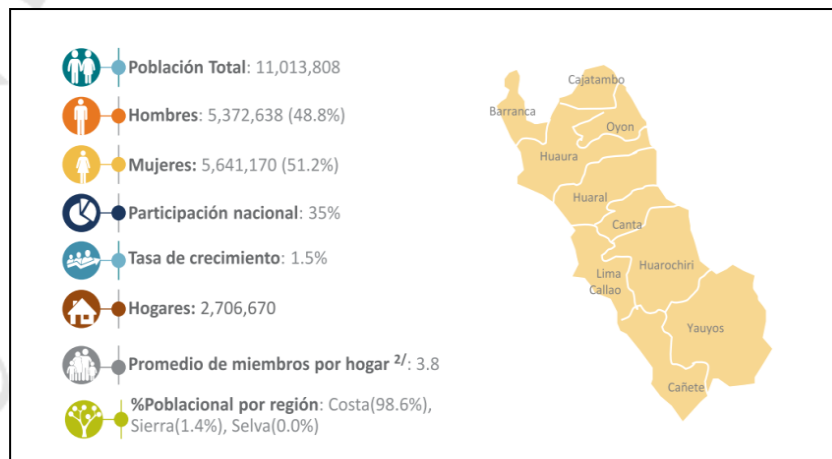 Población Total: 11,013,808
Hombres: 5,372,638 (48.8%)
Mujeres: 5,641,170 (51.2%)
Participación nacional: 35%
Tasa de crecimiento: 1.5%
Hogares: 2,706,670
Promedio de miembros por hogar 2/: 3.8
%Poblacional por región: Costa(98.6%),
Sierra(1.4%), Selva(0.0%)
Cajatambo
Barranca
Oyon
Huaura
Huaral
Canta
Lima
Callao
Huarochiri
Yauyos
Cañete